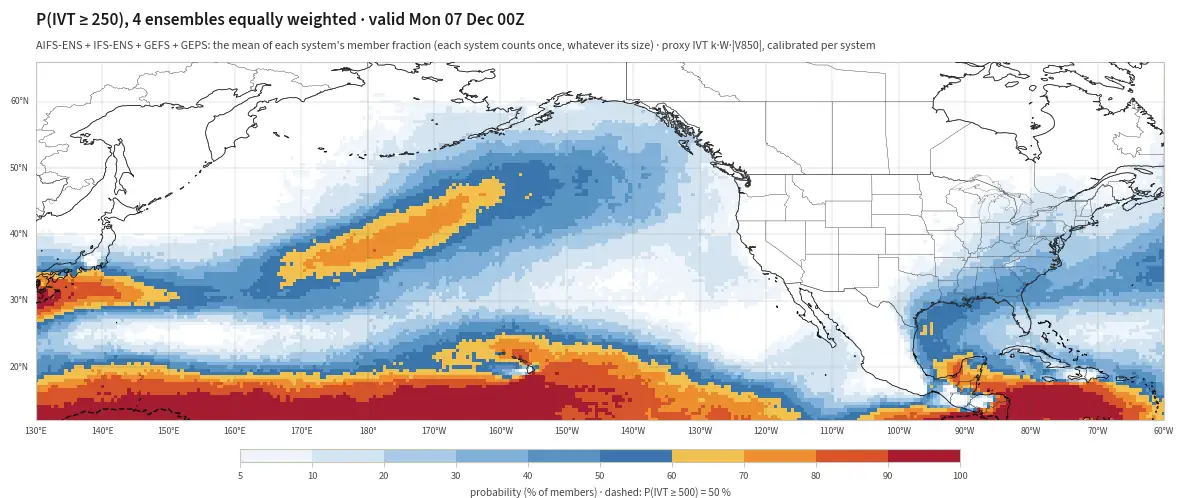 P(IVT ≥ 250), 4 ensembles equally weighted · valid Mon 07 Dec 00Z
AIFS-ENS + IFS-ENS + GEFS + GEPS: the mean of each system's member fraction (each system counts once, whatever its size) · proxy IVT k·W·|V850|, calibrated per system
60°N
50°N
40°N
30°N
20°N
130°E 140°E 150°E 160°E 170°E 180° 170°W 160°W 150°W 140°W 130°W 120°W 110°W 100°W 90°W 80°W 70°W 60°W
5 10 20 30 40 50 60 70 80 90 100
probability (% of members) · dashed: P(IVT ≥ 500) = 50 %